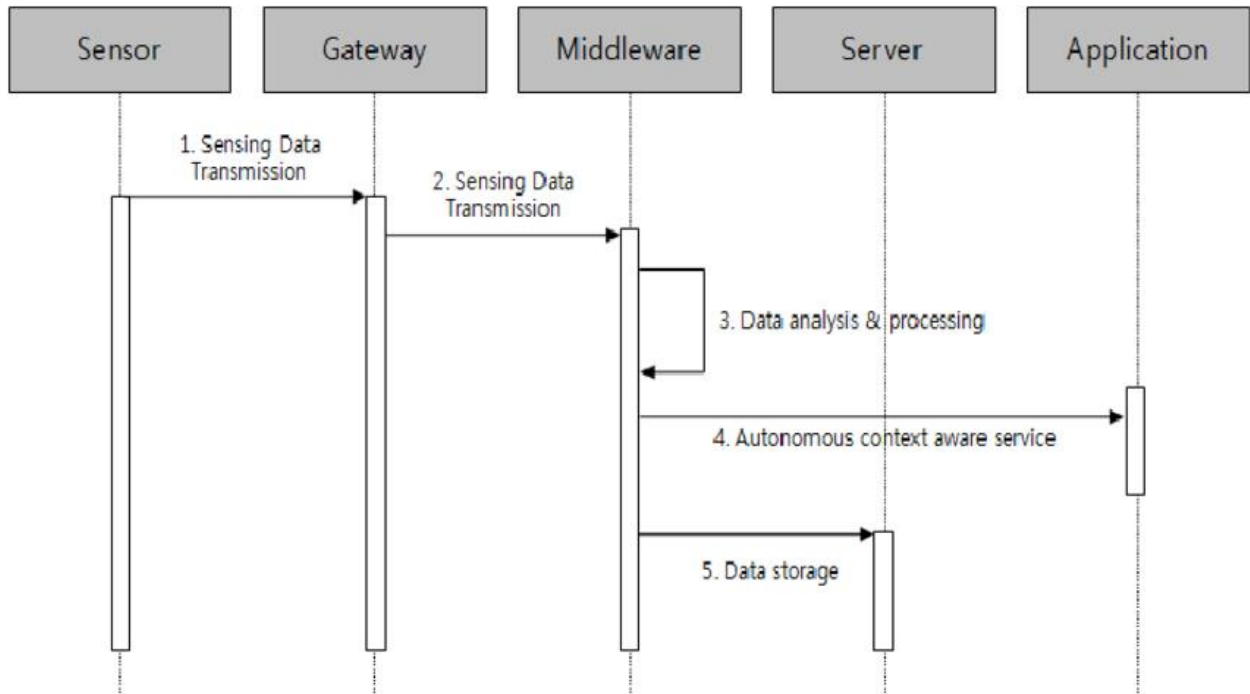 Sensor
Gateway
Middleware
Server
Application
1. Sensing Data
Transmission
2. Sensing Data
Transmission
3. Data analysis & processing
4. Autonomous context aware service
5. Data storage